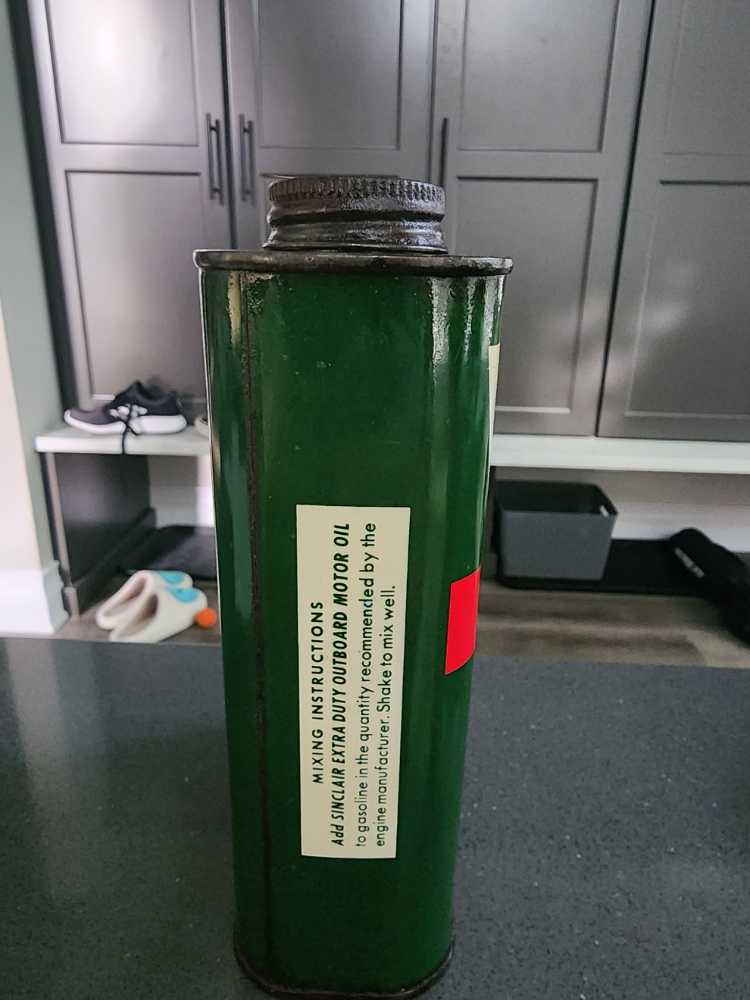 MIXING INSTRUCTIONS
Add SINCLAIR EXTRA DUTY OUTBOARD MOTOR OIL
to gasoline in the quantity recommended by the
engine manufacturer. Shake to mix well.